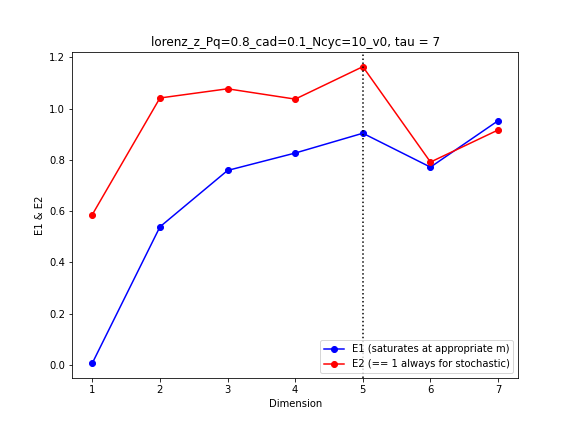 lorenz_z_Pq=0.8_cad=0.1_Ncyc=10_v0, tau = 7
1.2
1.0
0.8
0.6
0.4
0.2
0.0
E1 & E2
E1 (saturates at appropriate m)
E2 (== 1 always for stochastic)
1 2 3 4 5 6 7
Dimension